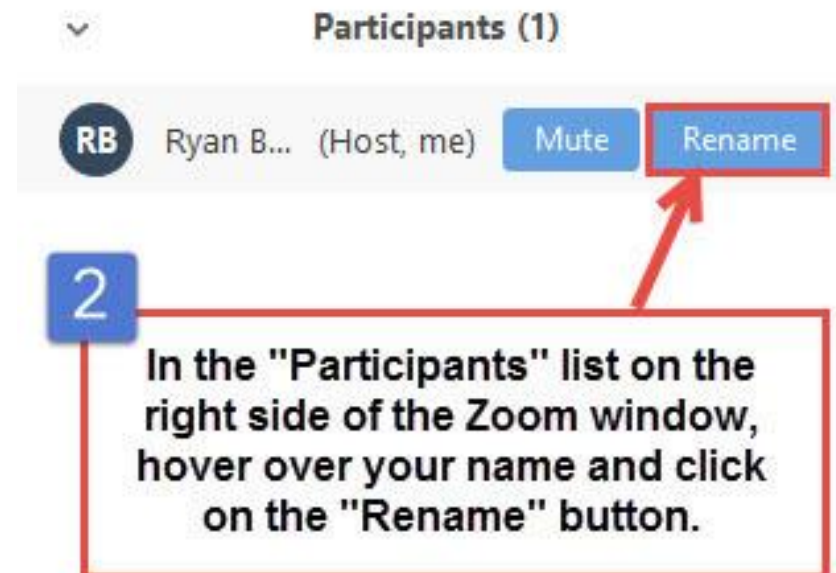 Participants (1)
RB Ryan B... (Host, me) Mute Rename
2
In the "Participants" list on the
right side of the Zoom window,
hover over your name and click
on the "Rename" button.